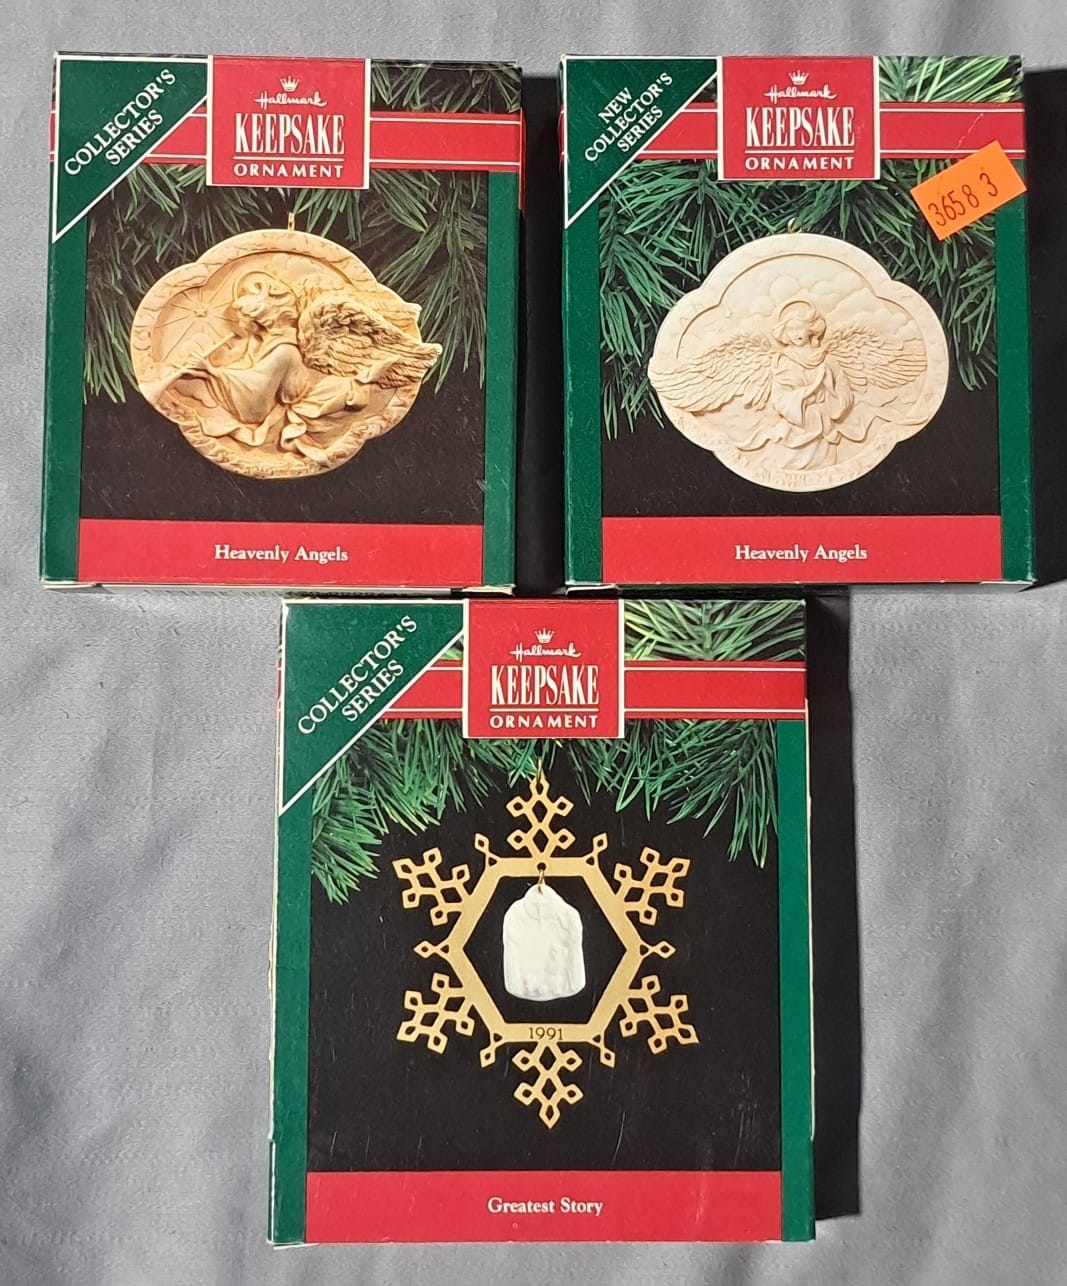 COLLECTOR'S
SERIES
Hallmark
KEEPSAKE
ORNAMENT
Heavenly Angels
NEW
COLLECTOR'S
SERIES
Hallmark
KEEPSAKE
ORNAMENT
3658 3
Heavenly Angels
COLLECTOR'S
SERIES
Hallmark
KEEPSAKE
ORNAMENT
1991
Greatest Story